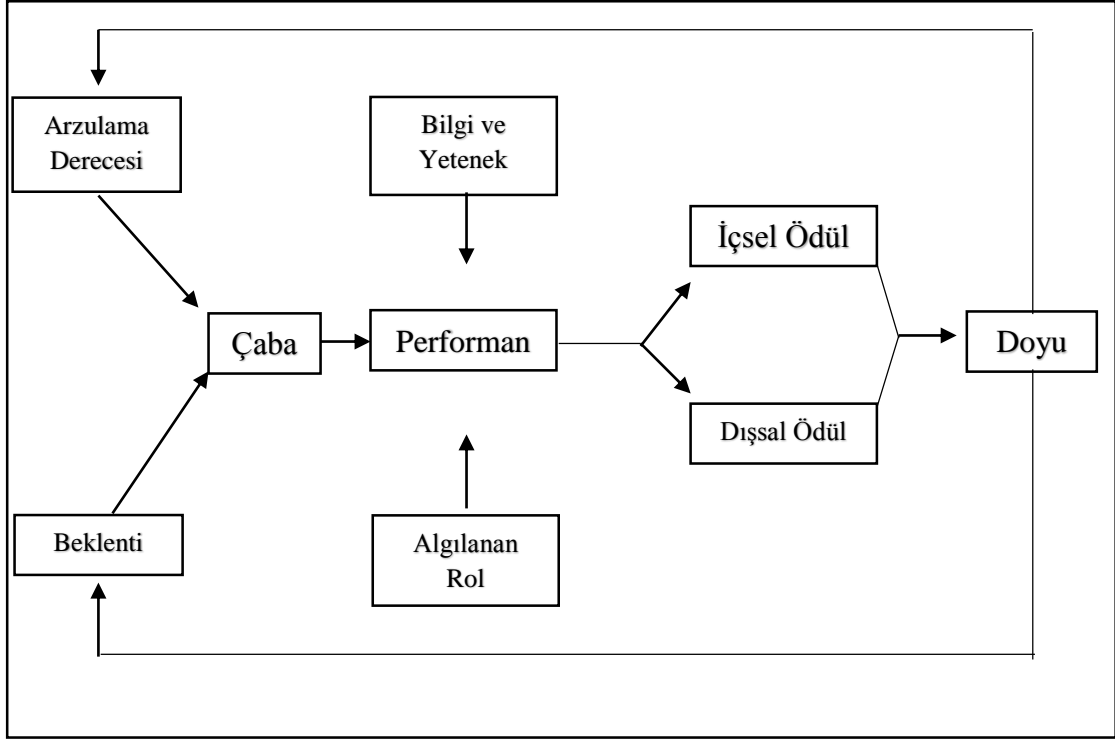 Arzulama
Derecesi
Bilgi ve
Yetenek
İçsel Ödül
Çaba
Performan
Doyu
Dışsal Ödül
Beklenti
Algılanan
Rol